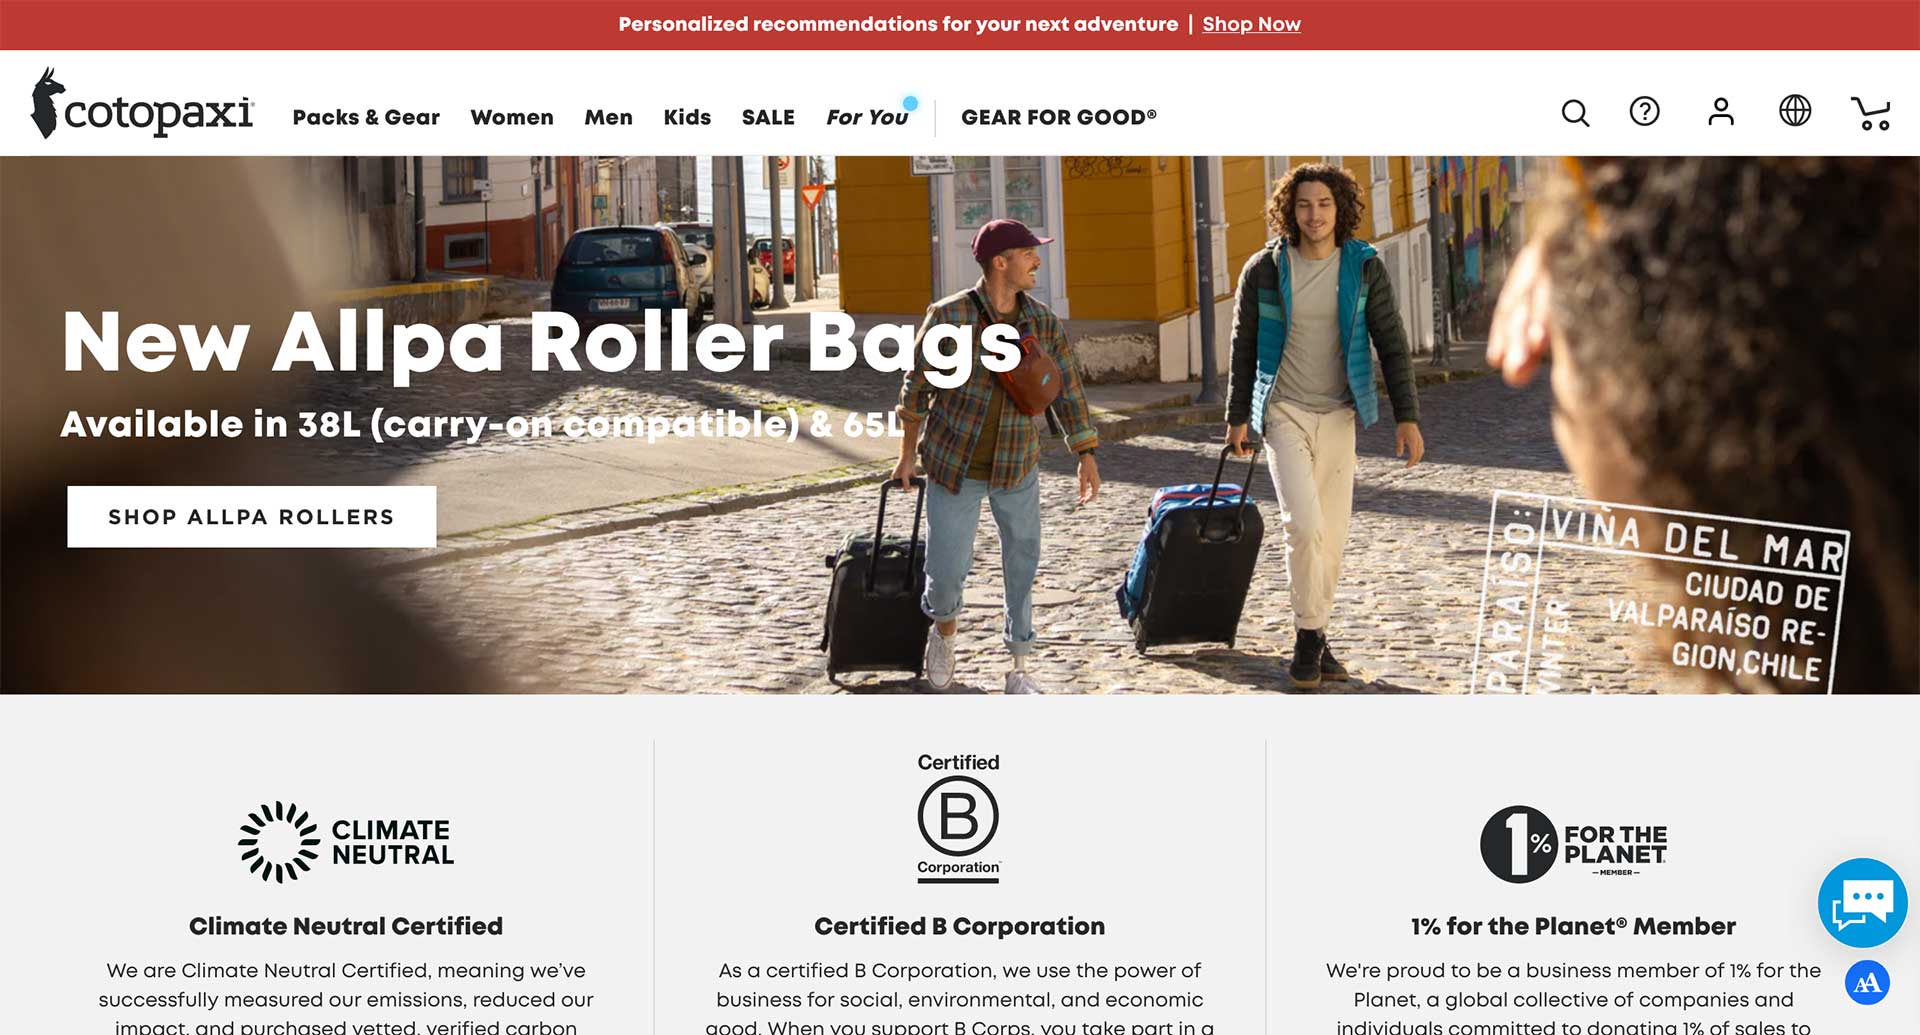 Personalized recommendations for your next adventure | Shop Now
cotopaxi®
Packs & Gear Women Men Kids SALE For You GEAR FOR GOOD®
New Allpa Roller Bags
Available in 38L (carry-on compatible) & 65L
SHOP ALLPA ROLLERS
PARAÍSO:
VIÑA DEL MAR
CIUDAD DE
VALPARAÍSO RE-
GION,CHILE
Certified
B
Corporation
CLIMATE
NEUTRAL
1% FOR THE
PLANET
MEMBER
Climate Neutral Certified
We are Climate Neutral Certified, meaning we’ve
successfully measured our emissions, reduced our
impact, and purchased vetted, verified carbon
Certified B Corporation
As a certified B Corporation, we use the power of
business for social, environmental, and economic
good. When you support B Corps, you take part in a
1% for the Planet® Member
We're proud to be a business member of 1% for the
Planet, a global collective of companies and
individuals committed to donating 1% of sales to
AA